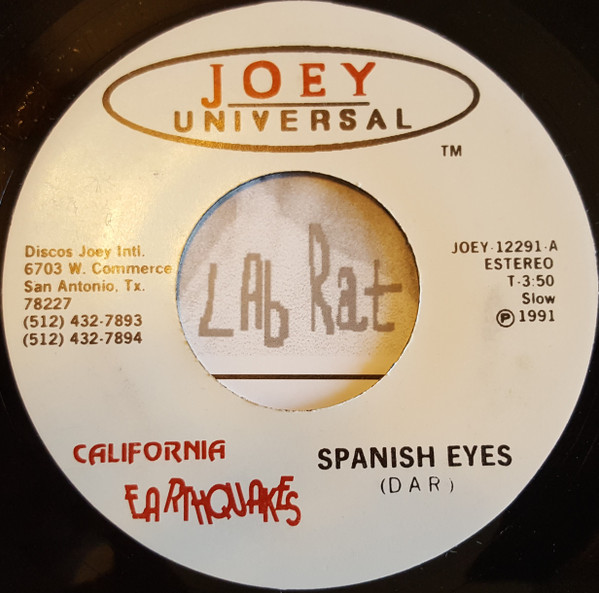 JOEY
UNIVERSAL
TM
Discos Joey Intl.
6703 W. Commerce
San Antonio, Tx.
78227
(512) 432-7893
(512) 432-7894
Lab Rat
JOEY-12291-A
ESTEREO
T-3:50
Slow
℗ 1991
CALIFORNIA
EARTHQUAKES
SPANISH EYES
(DAR)